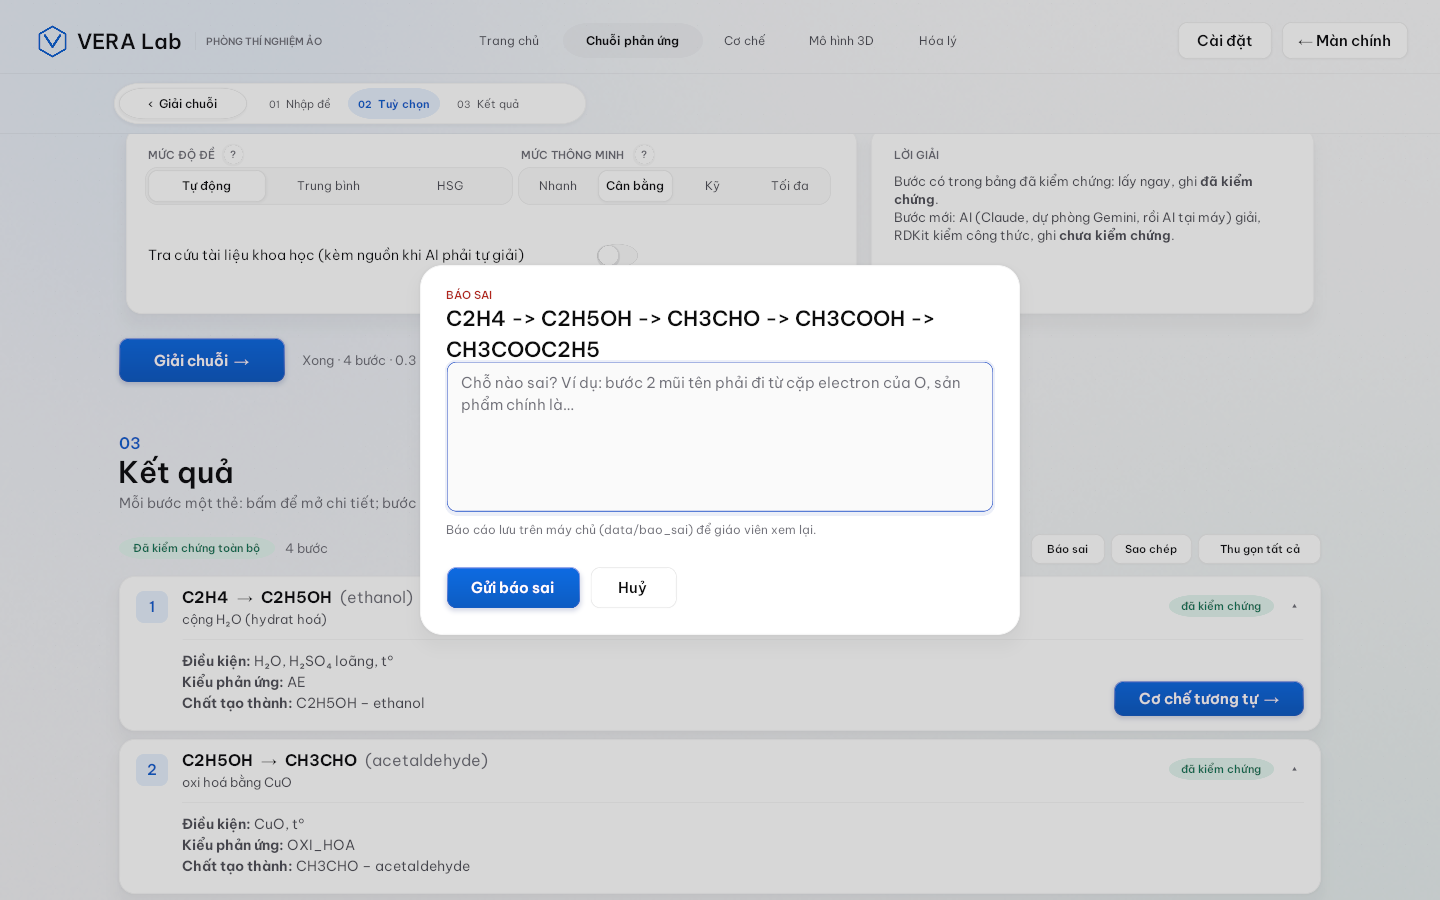 VERA Lab
PHÒNG THÍ NGHIỆM ẢO
Trang chủ
Chuỗi phản ứng
Cơ chế
Mô hình 3D
Hóa lý
Cài đặt
← Màn chính
‹ Giải chuỗi
01 Nhập đề
02 Tuỳ chọn
03 Kết quả
MỨC ĐỘ ĐỀ ?
MỨC THÔNG MINH ?
Tự động
Trung bình
HSG
Nhanh
Cân bằng
Kỹ
Tối đa
Tra cứu tài liệu khoa học (kèm nguồn khi AI phải tự giải)
LỜI GIẢI
Bước có trong bảng đã kiểm chứng: lấy ngay, ghi đã kiểm
chứng.
Bước mới: AI (Claude, dự phòng Gemini, rồi AI tại máy) giải,
RDKit kiểm công thức, ghi chưa kiểm chứng.
BÁO SAI
C2H4 -> C2H5OH -> CH3CHO -> CH3COOH ->
CH3COOC2H5
Chỗ nào sai? Ví dụ: bước 2 mũi tên phải đi từ cặp electron của O, sản
phẩm chính là...
Báo cáo lưu trên máy chủ (data/bao_sai) để giáo viên xem lại.
Gửi báo sai
Huỷ
Giải chuỗi →
Xong · 4 bước · 0.3
03
Kết quả
Mỗi bước một thẻ: bấm để mở chi tiết; bước
Đã kiểm chứng toàn bộ
4 bước
Báo sai
Sao chép
Thu gọn tất cả
1
C2H4 → C2H5OH (ethanol)
cộng H₂O (hydrat hoá)
đã kiểm chứng
Điều kiện: H₂O, H₂SO₄ loãng, t°
Kiểu phản ứng: AE
Chất tạo thành: C2H5OH – ethanol
Cơ chế tương tự →
2
C2H5OH → CH3CHO (acetaldehyde)
oxi hoá bằng CuO
đã kiểm chứng
Điều kiện: CuO, t°
Kiểu phản ứng: OXI_HOA
Chất tạo thành: CH3CHO – acetaldehyde